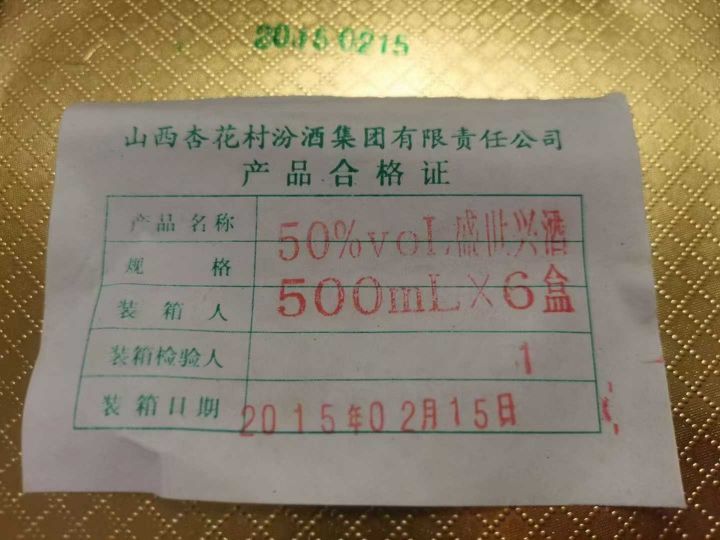 20150215
山西杏花村汾酒集团有限责任公司
产品合格证
产品名称 50%voL盛世兴酒
规格 500mL×6盒
装箱人
装箱检验人 1
装箱日期 2015年02月15日